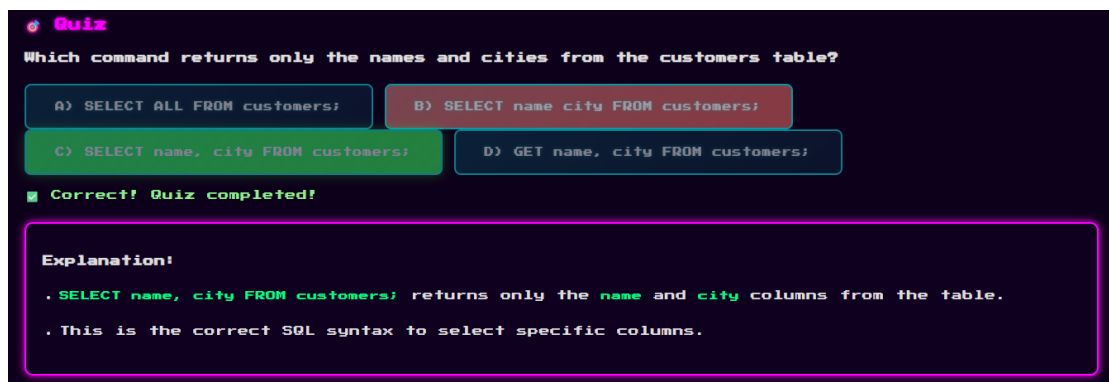 🎯 Quiz
Which command returns only the names and cities from the customers table?
A) SELECT ALL FROM customers;
B) SELECT name city FROM customers;
C) SELECT name, city FROM customers;
D) GET name, city FROM customers;
✅ Correct! Quiz completed!
Explanation:
. SELECT name, city FROM customers; returns only the name and city columns from the table.
. This is the correct SQL syntax to select specific columns.